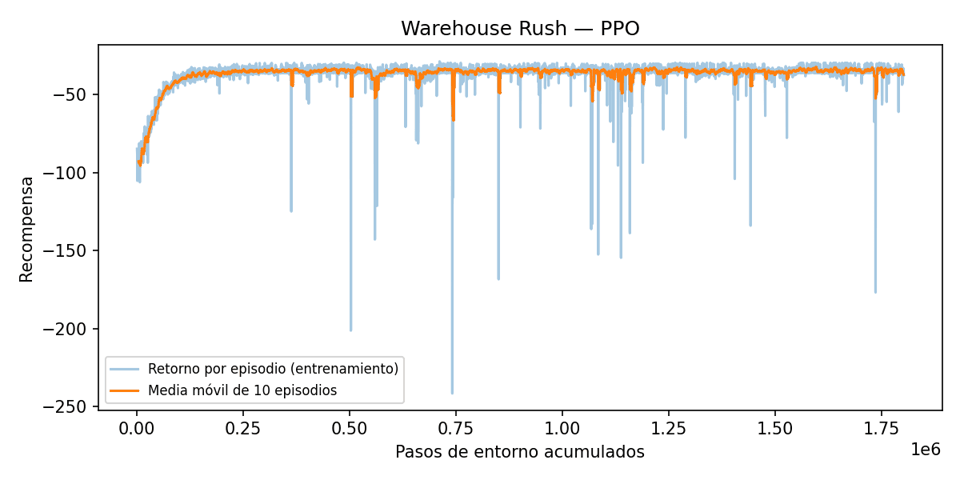 Warehouse Rush — PPO
Recompensa
−50
−100
−150
−200
−250
Retorno por episodio (entrenamiento)
Media móvil de 10 episodios
0.00 0.25 0.50 0.75 1.00 1.25 1.50 1.75
1e6
Pasos de entorno acumulados